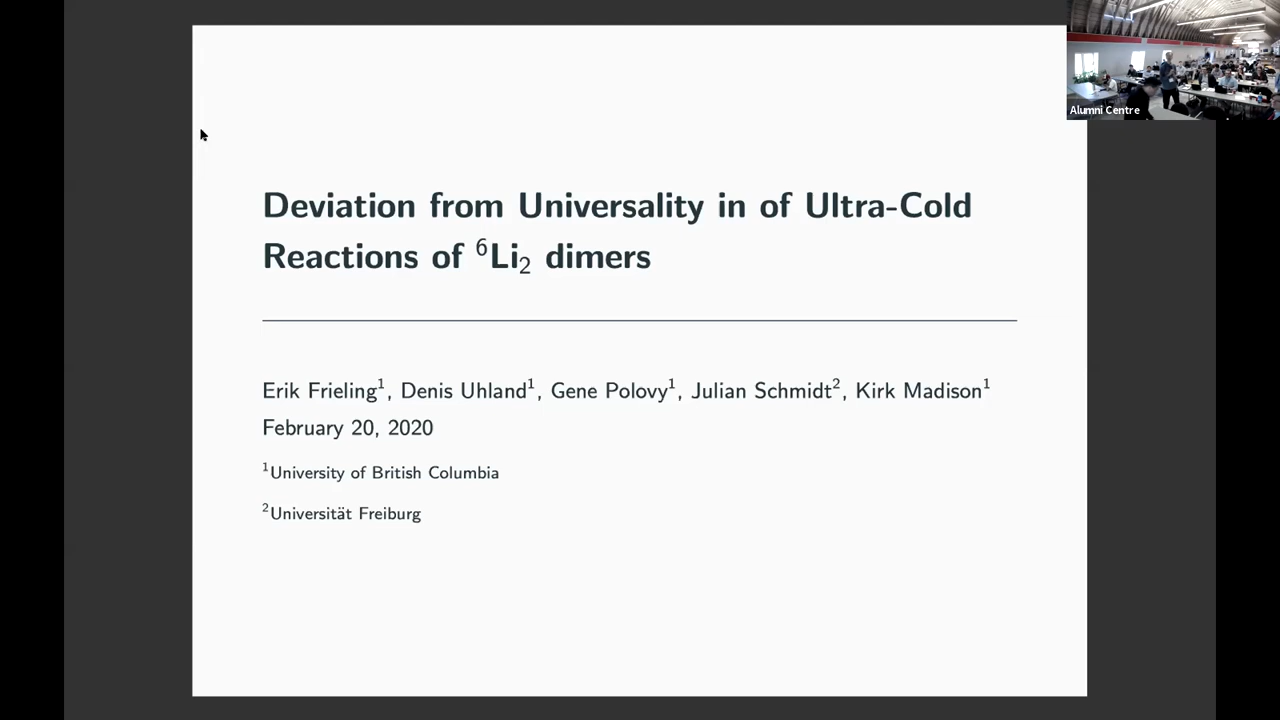 Alumni Centre
Deviation from Universality in of Ultra-Cold
Reactions of ⁶Li₂ dimers
Erik Frieling¹, Denis Uhland¹, Gene Polovy¹, Julian Schmidt², Kirk Madison¹
February 20, 2020
¹University of British Columbia
²Universität Freiburg